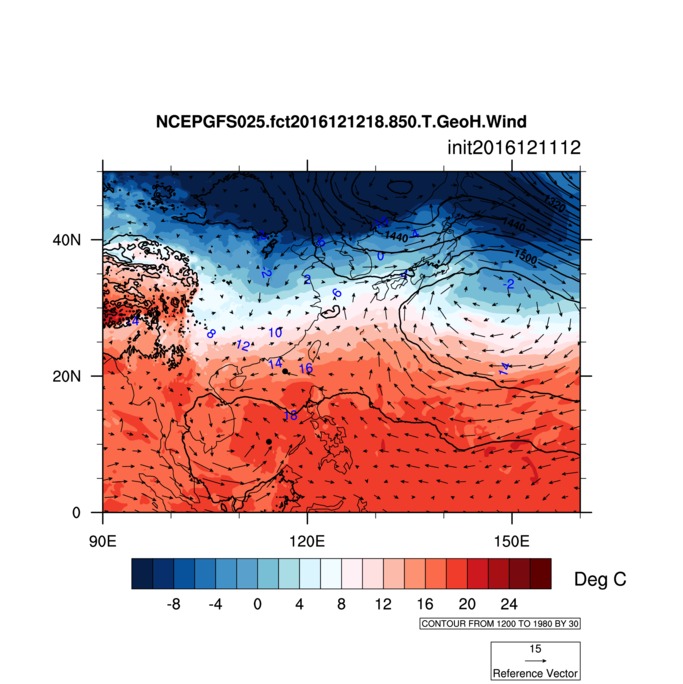 NCEPGFS025.fct2016121218.850.T.GeoH.Wind
init2016121112
1320
1440
1440
1500
40N
0
2
-2
2
6
4
8
10
12
14
16
14
20N
18
0
90E
120E
150E
-8 -4 0 4 8 12 16 20 24
Deg C
CONTOUR FROM 1200 TO 1980 BY 30
15
Reference Vector